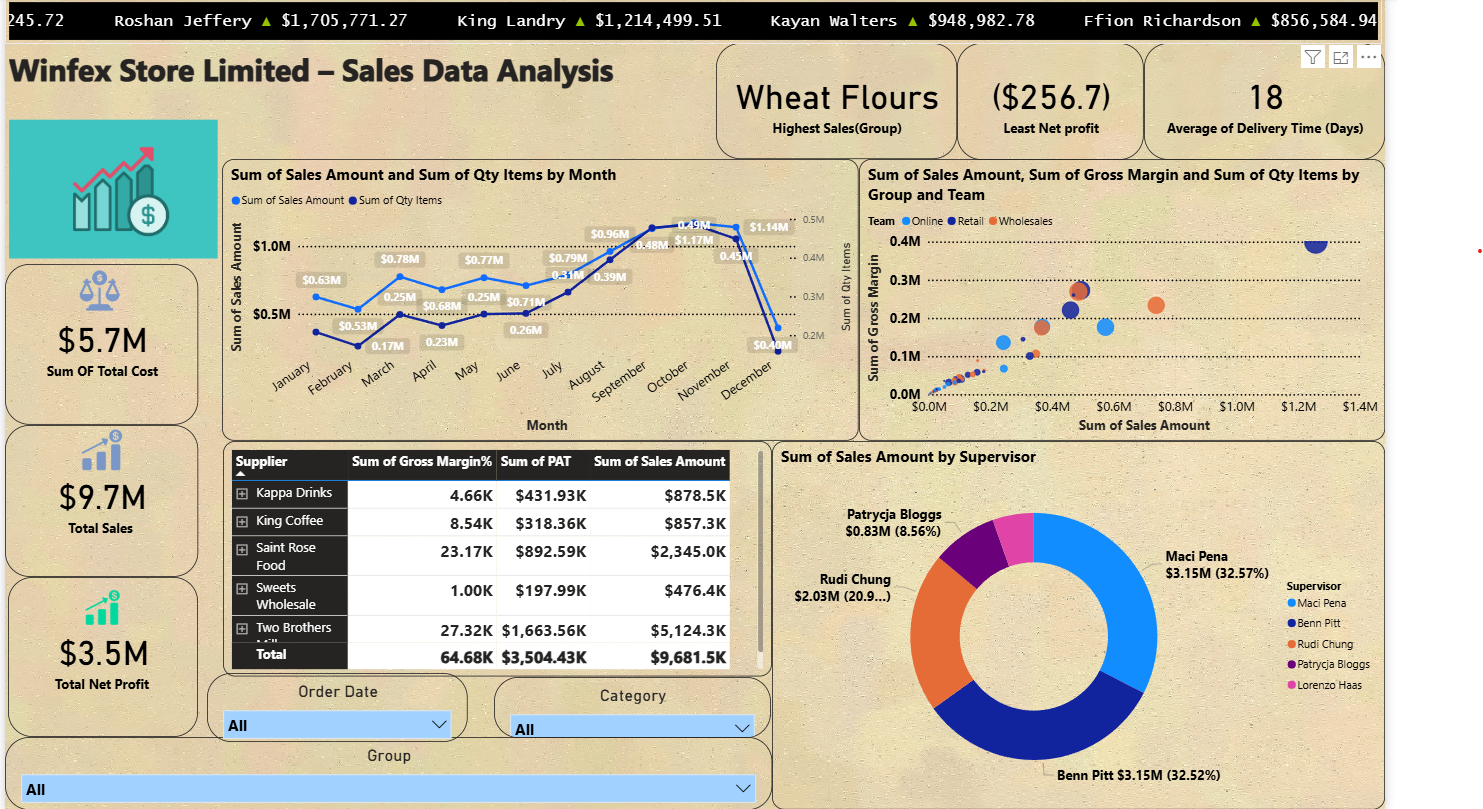 245.72 Roshan Jeffery ▲ $1,705,771.27 King Landry ▲ $1,214,499.51 Kayan Walters ▲ $948,982.78 Ffion Richardson ▲ $856,584.94
Winfex Store Limited – Sales Data Analysis
Wheat Flours
Highest Sales(Group)
($256.7)
Least Net profit
18
Average of Delivery Time (Days)
$5.7M
Sum OF Total Cost
$9.7M
Total Sales
$3.5M
Total Net Profit
Sum of Sales Amount and Sum of Qty Items by Month
Sum of Sales Amount Sum of Qty Items
Sum of Sales Amount
$1.0M
$0.5M
$0.63M
$0.53M
$0.78M
$0.68M
$0.77M
$0.71M
$0.79M
$0.96M
$1.17M
$1.14M
$0.40M
0.17M
0.25M
0.23M
0.25M
0.26M
0.31M
0.39M
0.48M
0.49M
0.45M
0.5M
0.4M
0.3M
0.2M
Sum of Qty Items
January
February
March
April
May
June
July
August
September
October
November
December
Month
Sum of Sales Amount, Sum of Gross Margin and Sum of Qty Items by
Group and Team
Team Online Retail Wholesales
Sum of Gross Margin
0.4M
0.3M
0.2M
0.1M
0.0M
$0.0M $0.2M $0.4M $0.6M $0.8M $1.0M $1.2M $1.4M
Sum of Sales Amount
Supplier Sum of Gross Margin% Sum of PAT Sum of Sales Amount
Kappa Drinks 4.66K $431.93K $878.5K
King Coffee 8.54K $318.36K $857.3K
Saint Rose
Food 23.17K $892.59K $2,345.0K
Sweets
Wholesale 1.00K $197.99K $476.4K
Two Brothers 27.32K $1,663.56K $5,124.3K
Total 64.68K $3,504.43K $9,681.5K
Order Date
All
Category
All
Group
All
Sum of Sales Amount by Supervisor
Patrycja Bloggs
$0.83M (8.56%)
Rudi Chung
$2.03M (20.9...)
Maci Pena
$3.15M (32.57%)
Benn Pitt $3.15M (32.52%)
Supervisor
Maci Pena
Benn Pitt
Rudi Chung
Patrycja Bloggs
Lorenzo Haas